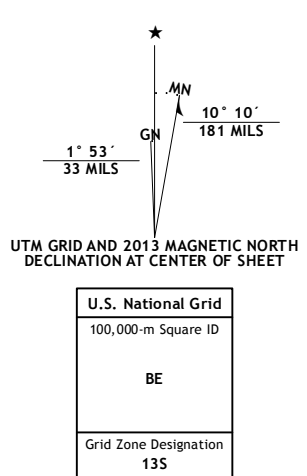 ★
MN
10° 10´
181 MILS
GN
1° 53´
33 MILS
UTM GRID AND 2013 MAGNETIC NORTH
DECLINATION AT CENTER OF SHEET
U.S. National Grid
100,000-m Square ID
BE
Grid Zone Designation
13S